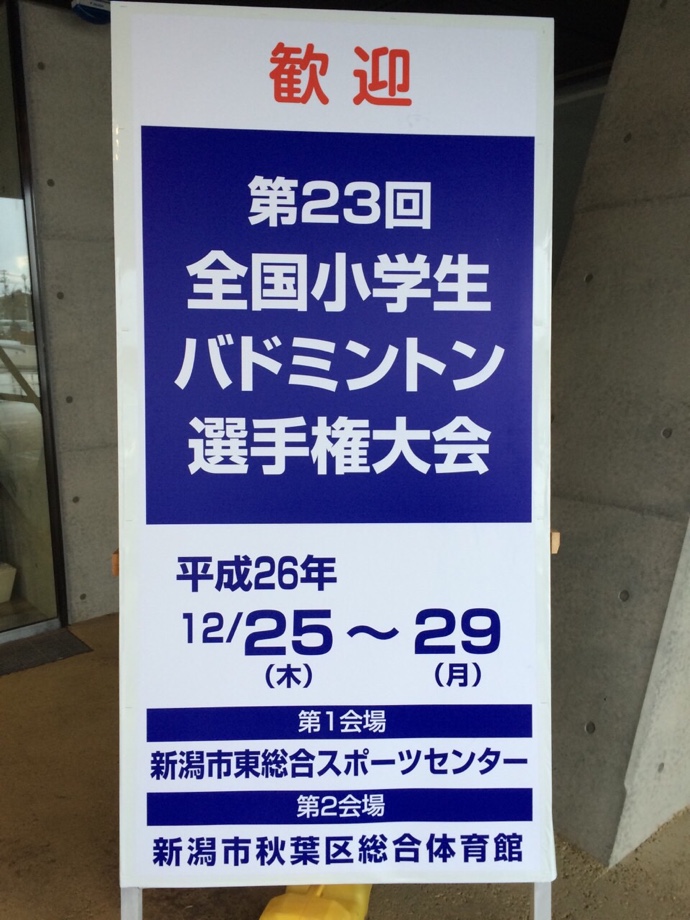 歓迎
第23回
全国小学生
バドミントン
選手権大会
平成26年
12/25～29
(木) (月)
第1会場
新潟市東総合スポーツセンター
第2会場
新潟市秋葉区総合体育館